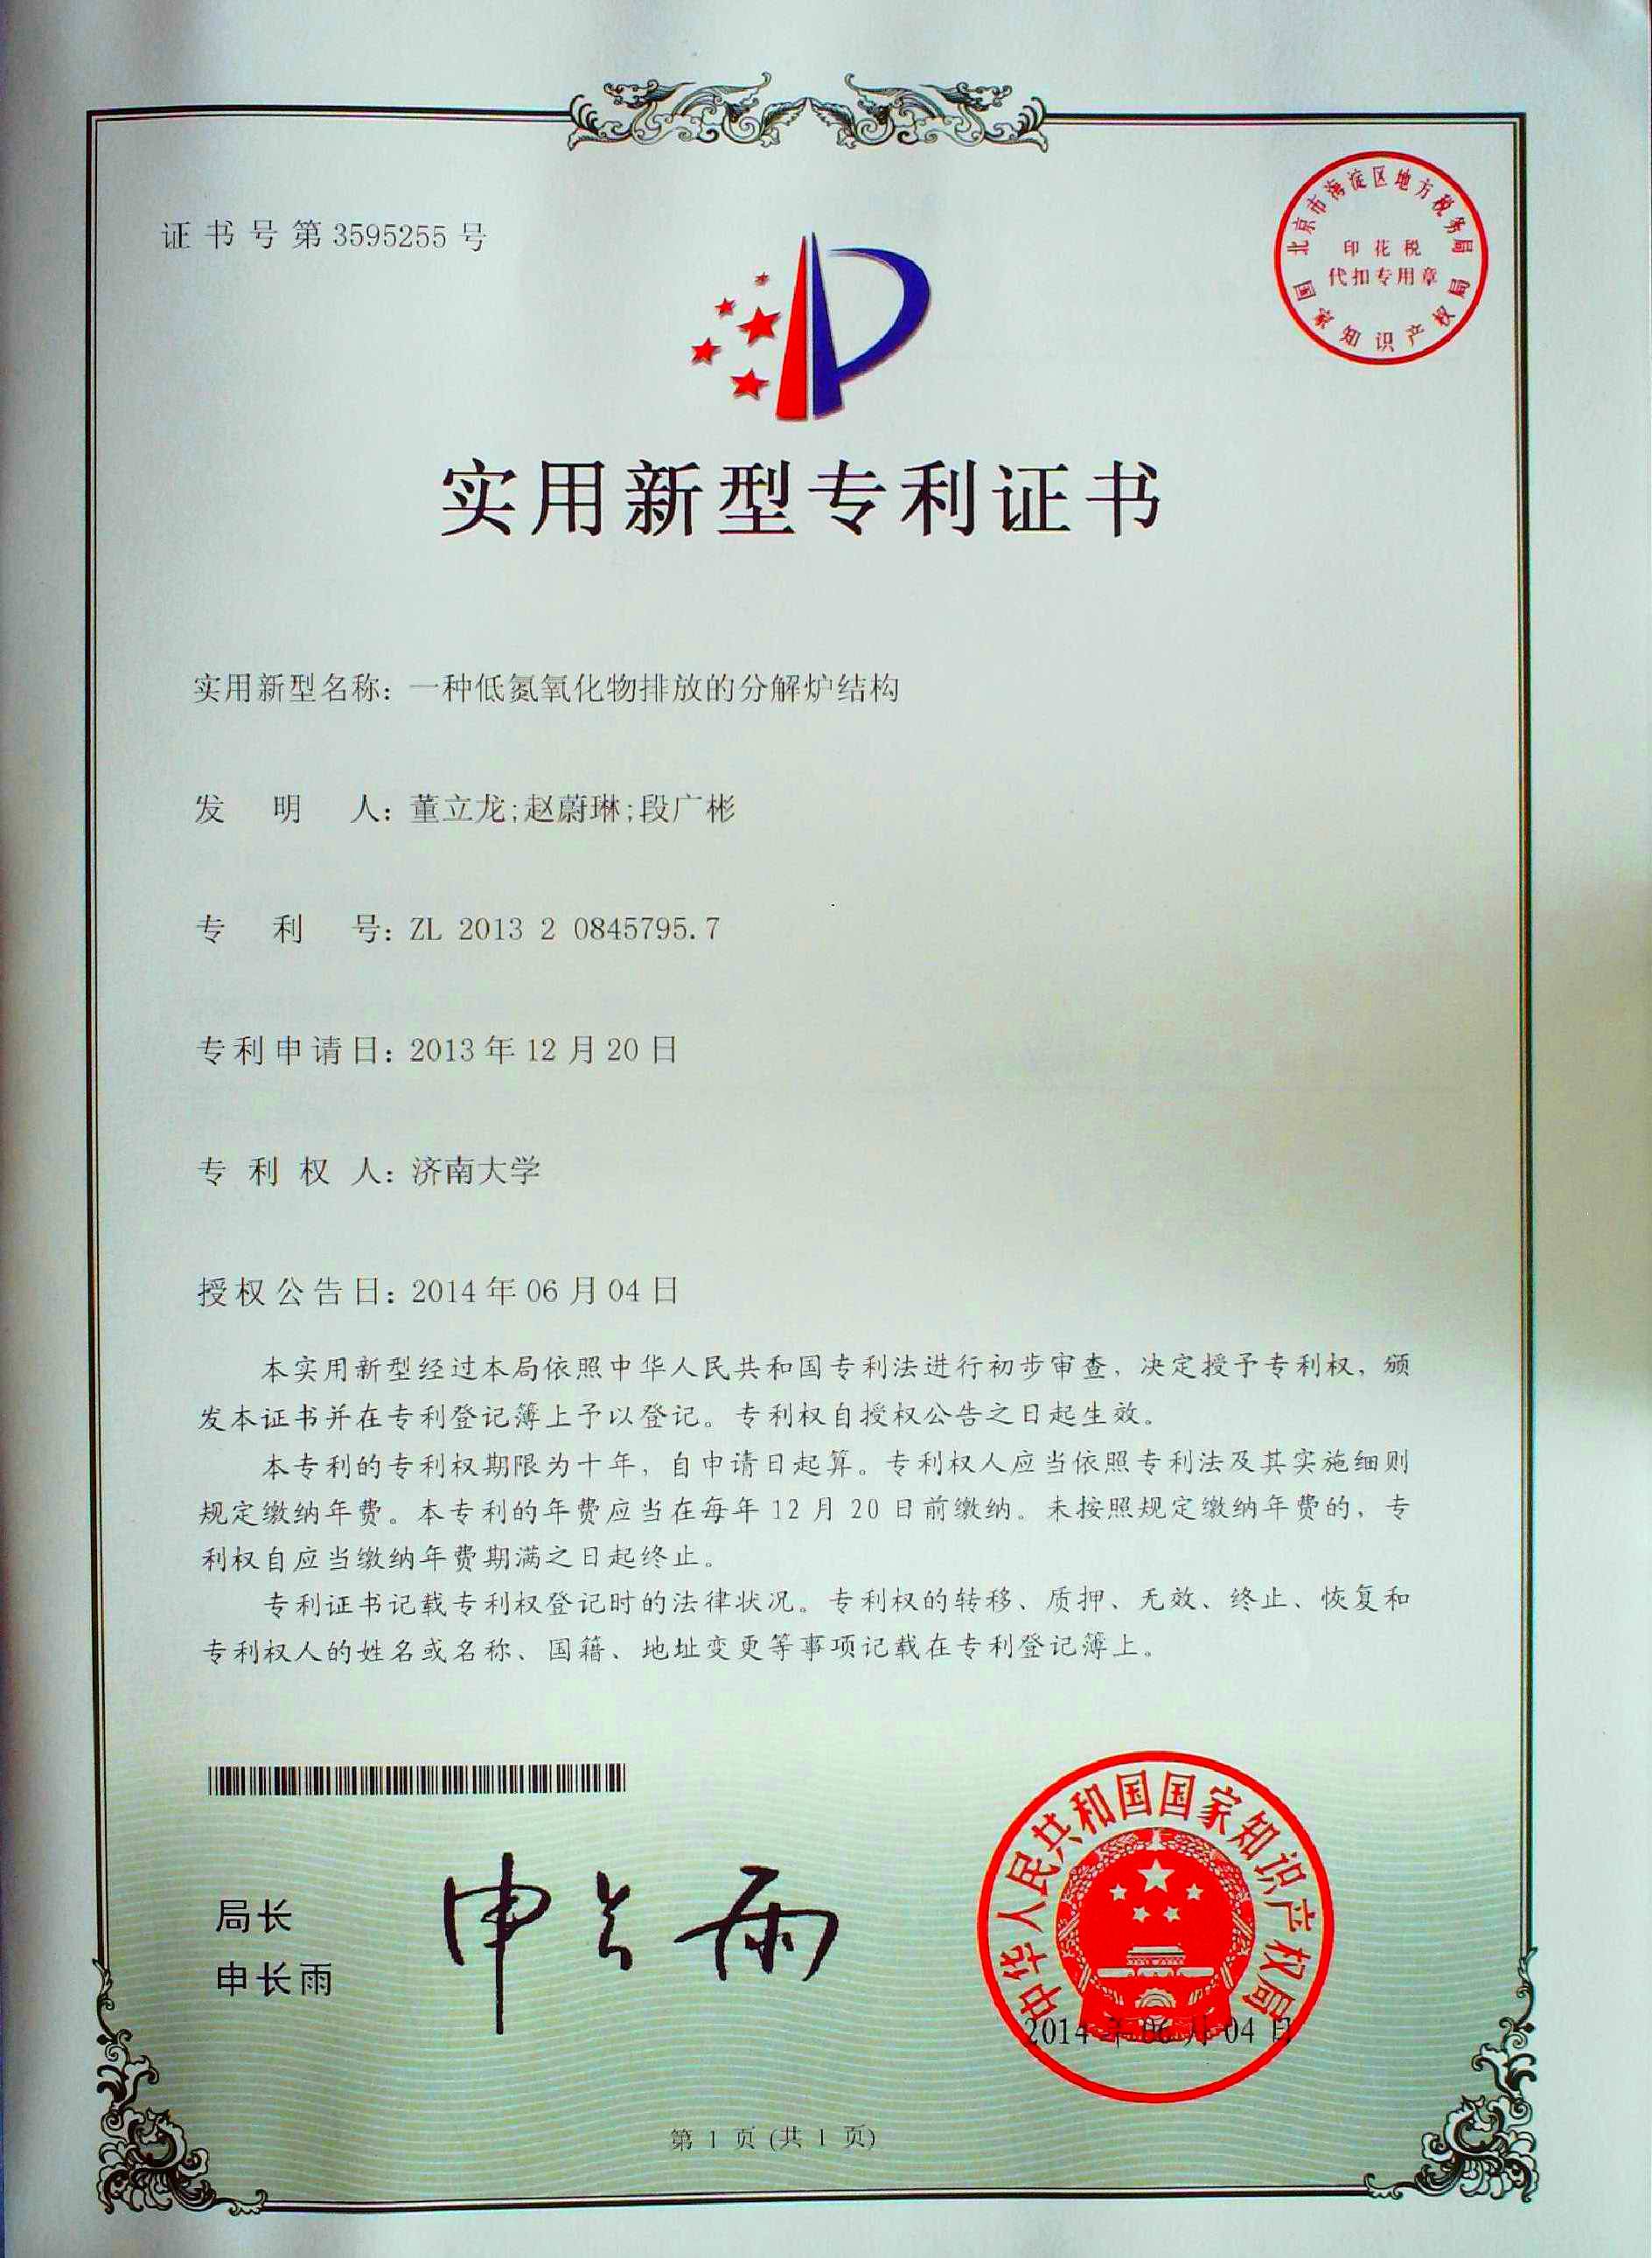 证书号第3595255号
北京市海淀区地方税务局
印花税
代扣专用章
国家知识产权局
实用新型专利证书
实用新型名称：一种低氮氧化物排放的分解炉结构
发明人：董立龙;赵蔚琳;段广彬
专利号：ZL 2013 2 0845795.7
专利申请日：2013年12月20日
专利权人：济南大学
授权公告日：2014年06月04日
本实用新型经过本局依照中华人民共和国专利法进行初步审查，决定授予专利权，颁
发本证书并在专利登记簿上予以登记。专利权自授权公告之日起生效。
本专利的专利权期限为十年，自申请日起算。专利权人应当依照专利法及其实施细则
规定缴纳年费。本专利的年费应当在每年12月20日前缴纳。未按照规定缴纳年费的，专
利权自应当缴纳年费期满之日起终止。
专利证书记载专利权登记时的法律状况。专利权的转移、质押、无效、终止、恢复和
专利权人的姓名或名称、国籍、地址变更等事项记载在专利登记簿上。
局长
申长雨
申长雨
中华人民共和国国家知识产权局
2014年06月04日
第1页(共1页)